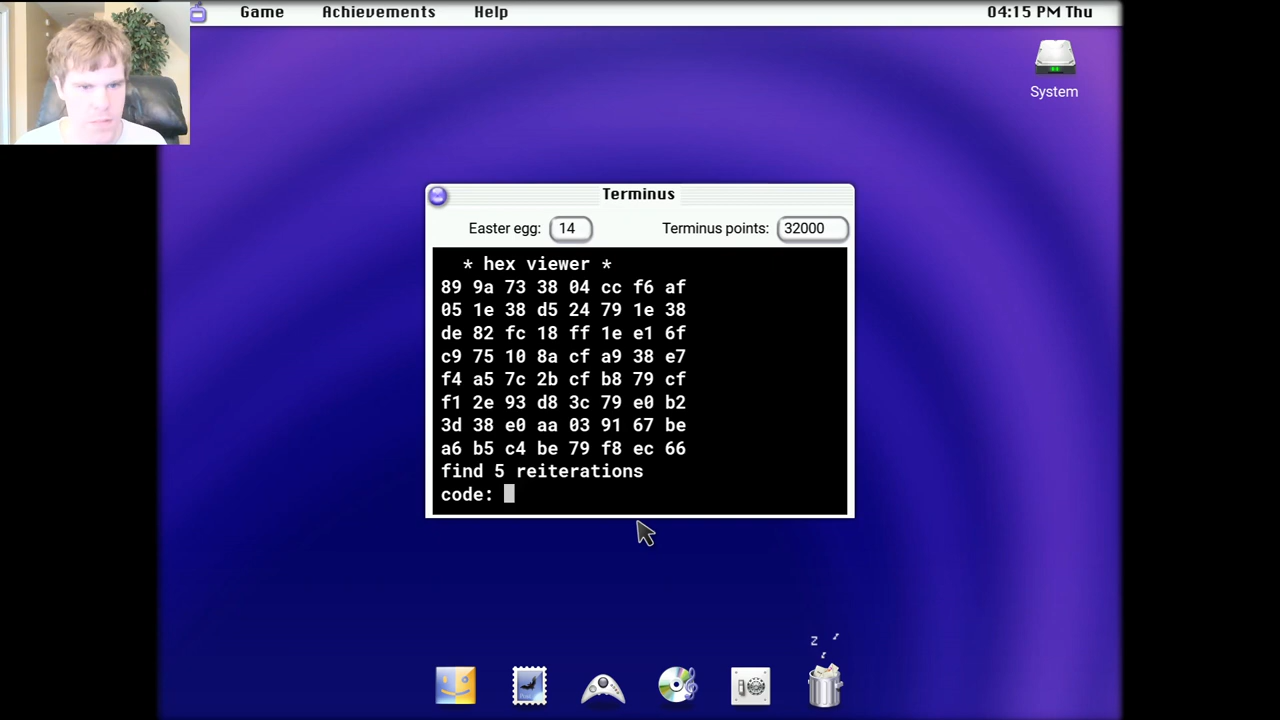 Game Achievements Help 04:15 PM Thu
System
Terminus
Easter egg: 14 Terminus points: 32000
* hex viewer *
89 9a 73 38 04 cc f6 af
05 1e 38 d5 24 79 1e 38
de 82 fc 18 ff 1e e1 6f
c9 75 10 8a cf a9 38 e7
f4 a5 7c 2b cf b8 79 cf
f1 2e 93 d8 3c 79 e0 b2
3d 38 e0 aa 03 91 67 be
a6 b5 c4 be 79 f8 ec 66
find 5 reiterations
code:
z z
z